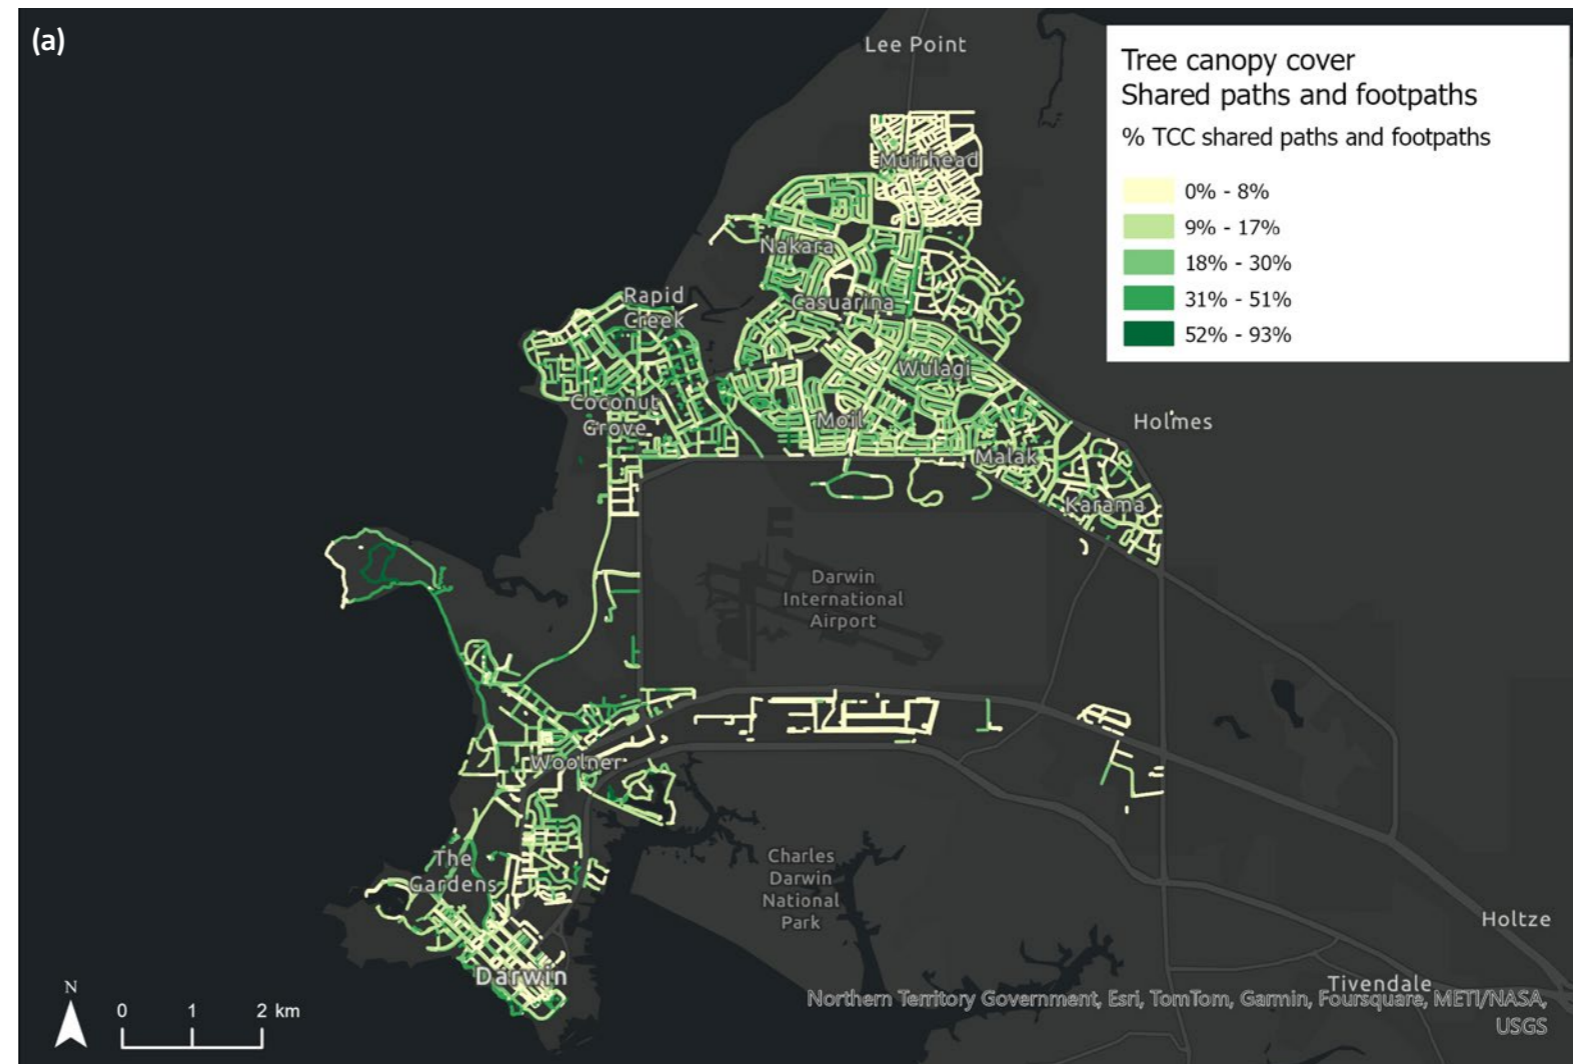 (a)
Lee Point
Tree canopy cover
Shared paths and footpaths
% TCC shared paths and footpaths
0% - 8%
9% - 17%
18% - 30%
31% - 51%
52% - 93%
Muirhead
Nakara
Rapid
Creek
Casuarina
Wulagi
Coconut
Grove
Moil
Holmes
Malak
Karama
Darwin
International
Airport
Woolner
The
Gardens
Charles
Darwin
National
Park
Holtze
Darwin
Tivendale
N
0 1 2 km
Northern Territory Government, Esri, TomTom, Garmin, Foursquare, METI/NASA,
USGS